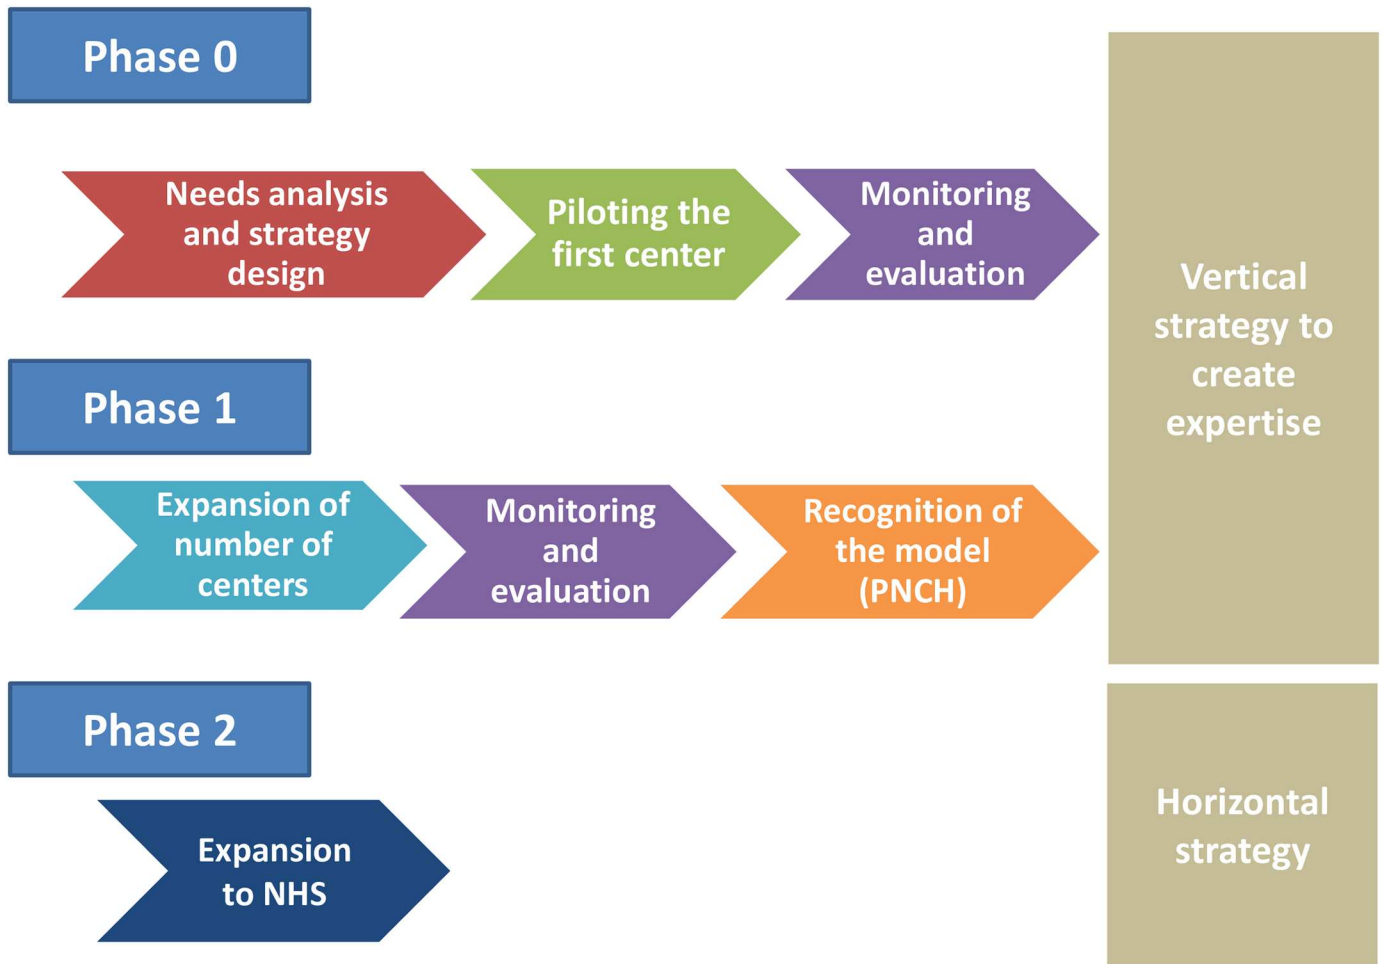 Phase 0
Needs analysis
and strategy
design
Piloting the
first center
Monitoring
and
evaluation
Vertical
strategy to
create
expertise
Phase 1
Expansion of
number of
centers
Monitoring
and
evaluation
Recognition of
the model
(PNCH)
Phase 2
Expansion
to NHS
Horizontal
strategy